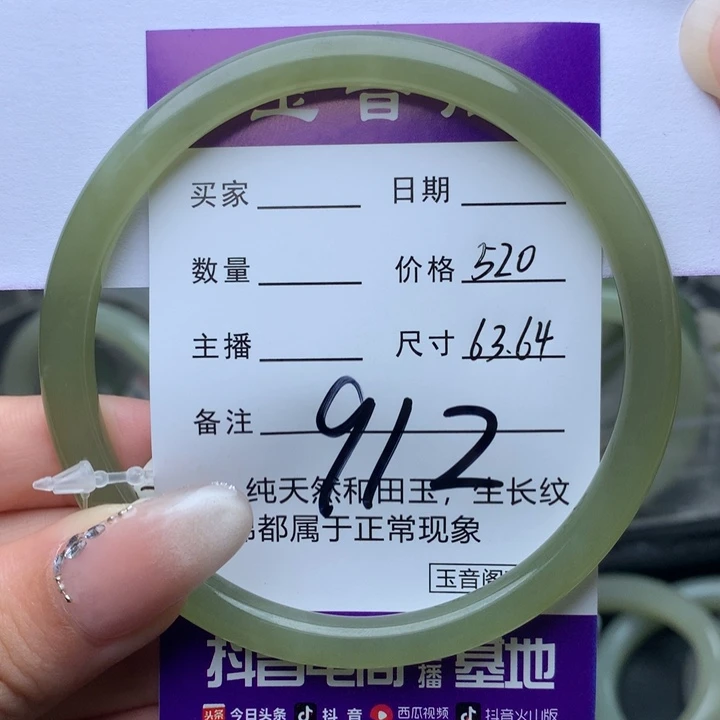 玉音
买家 日期
数量 价格 520
主播 尺寸 63.64
备注 912
纯天然和田玉，生长纹
都属于正常现象
玉音阁
抖音电商 播 基地
头条 今日头条 抖音 西瓜视频 抖音火山版